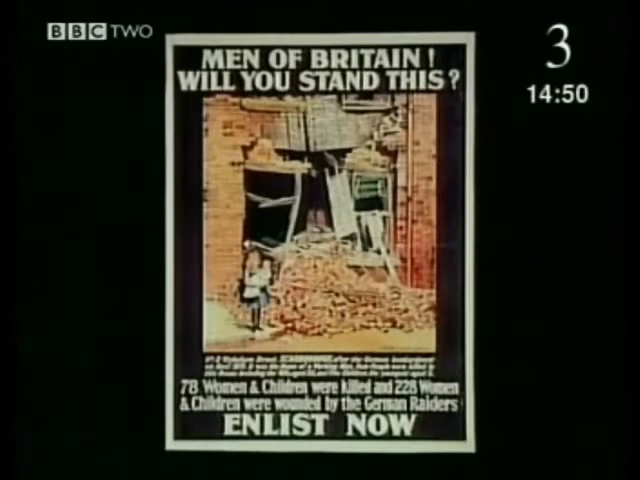 BBC TWO
3
14:50
MEN OF BRITAIN!
WILL YOU STAND THIS?
78 Women & Children were killed and 228 Women
& Children were wounded by the German Raiders
ENLIST NOW